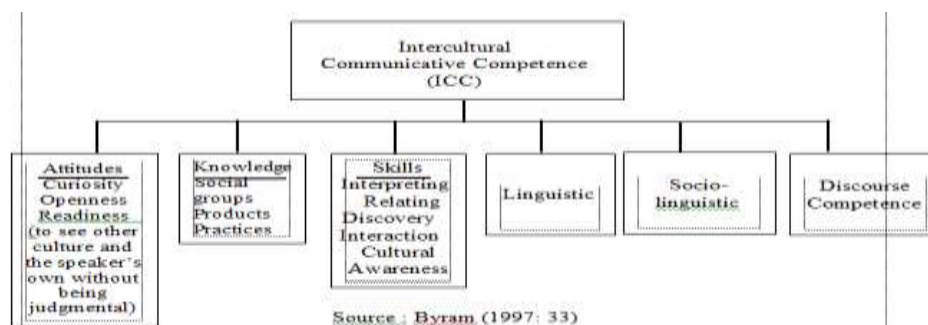 Intercultural
Communicative Competence
(ICC)
Attitudes
Curiosity
Openness
Readiness
(to see other
culture and
the speaker's
own without
being
judgmental)
Knowledge
Social
groups
Products
Practices
Skills
Interpreting
Relating
Discovery
Interaction
Cultural
Awareness
Linguistic
Socio-
linguistic
Discourse
Competence
Source : Byram (1997: 33)